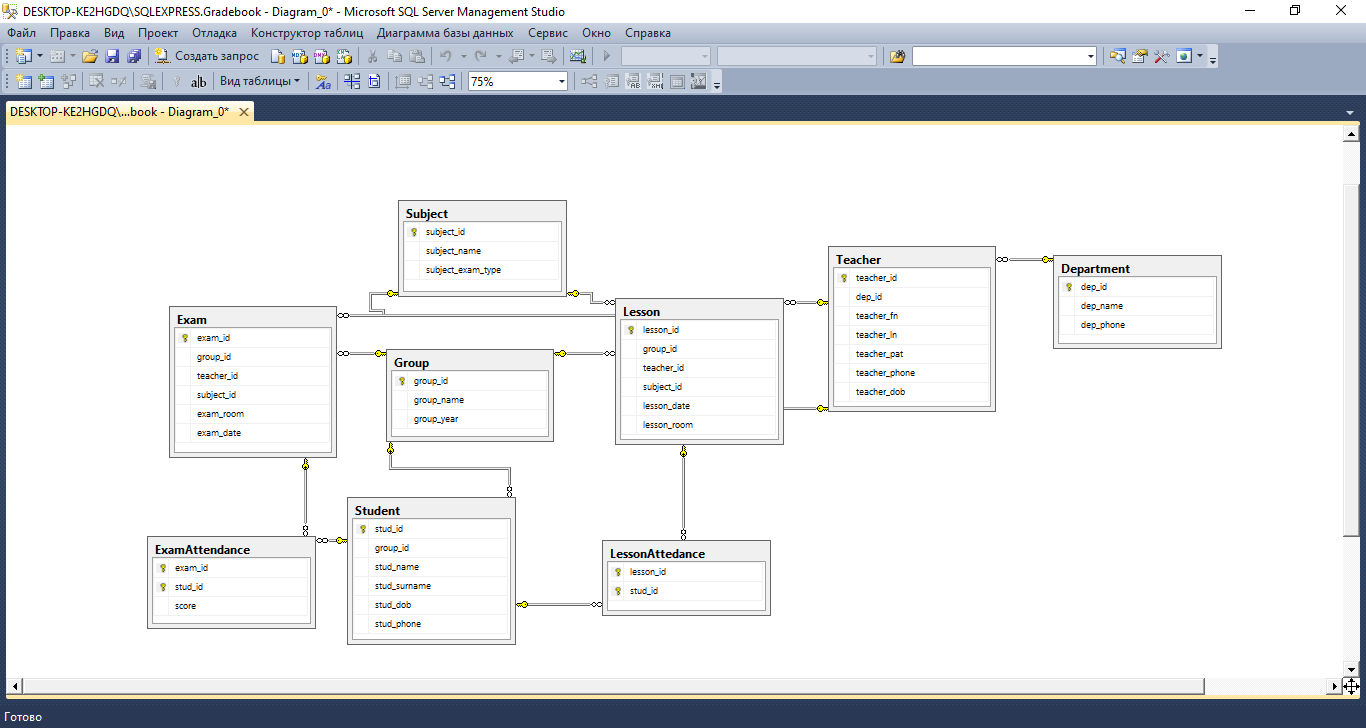 DESKTOP-KE2HGDQ\SQLEXPRESS.Gradebook - Diagram_0* - Microsoft SQL Server Management Studio
Файл Правка Вид Проект Отладка Конструктор таблиц Диаграмма базы данных Сервис Окно Справка
Создать запрос
ab| Вид таблицы 75%
DESKTOP-KE2HGDQ\...book - Diagram_0*
Subject
subject_id
subject_name
subject_exam_type
Teacher
teacher_id
dep_id
teacher_fn
teacher_ln
teacher_pat
teacher_phone
teacher_dob
Department
dep_id
dep_name
dep_phone
Exam
exam_id
group_id
teacher_id
subject_id
exam_room
exam_date
Lesson
lesson_id
group_id
teacher_id
subject_id
lesson_date
lesson_room
Group
group_id
group_name
group_year
Student
stud_id
group_id
stud_name
stud_surname
stud_dob
stud_phone
ExamAttendance
exam_id
stud_id
score
LessonAttedance
lesson_id
stud_id
Готово